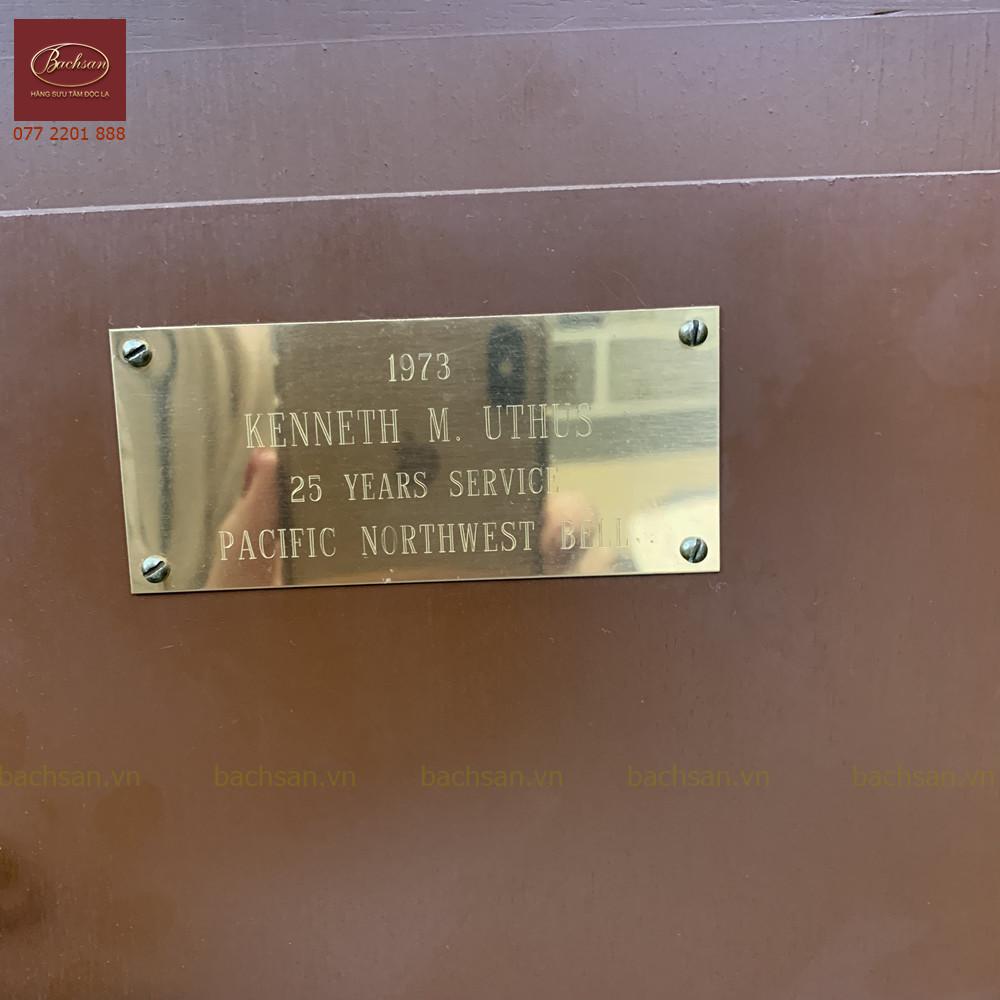 Bachsan
HÀNG SƯU TẦM ĐỘC LẠ
077 2201 888
1973
KENNETH M. UTHUS
25 YEARS SERVICE
PACIFIC NORTHWEST BELL
bachsan.vn bachsan.vn bachsan.vn bachsan.vn bachsan.vn